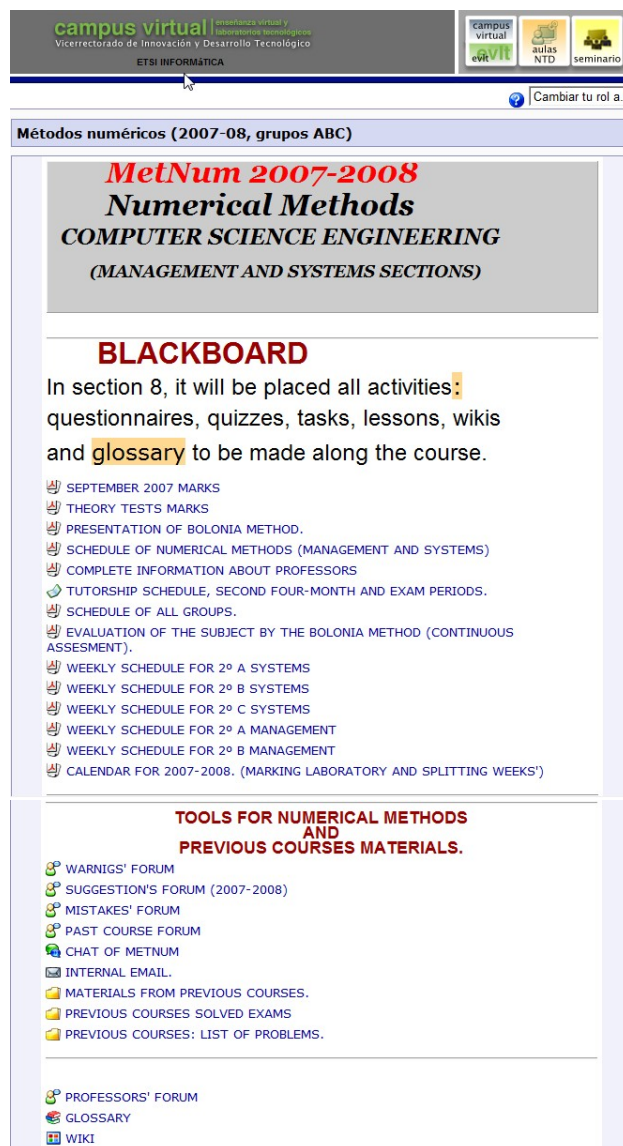 campus virtual enseñanza virtual y
laboratorios tecnológicos
Vicerrectorado de Innovación y Desarrollo Tecnológico
ETSI INFORMáTICA
campus
virtual
evlt
aulas
NTD
seminario
Cambiar tu rol a.
Métodos numéricos (2007-08, grupos ABC)
MetNum 2007-2008
Numerical Methods
COMPUTER SCIENCE ENGINEERING
(MANAGEMENT AND SYSTEMS SECTIONS)
BLACKBOARD
In section 8, it will be placed all activities:
questionnaires, quizzes, tasks, lessons, wikis
and glossary to be made along the course.
SEPTEMBER 2007 MARKS
THEORY TESTS MARKS
PRESENTATION OF BOLONIA METHOD.
SCHEDULE OF NUMERICAL METHODS (MANAGEMENT AND SYSTEMS)
COMPLETE INFORMATION ABOUT PROFESSORS
TUTORSHIP SCHEDULE, SECOND FOUR-MONTH AND EXAM PERIODS.
SCHEDULE OF ALL GROUPS.
EVALUATION OF THE SUBJECT BY THE BOLONIA METHOD (CONTINUOUS
ASSESMENT).
WEEKLY SCHEDULE FOR 2º A SYSTEMS
WEEKLY SCHEDULE FOR 2º B SYSTEMS
WEEKLY SCHEDULE FOR 2º C SYSTEMS
WEEKLY SCHEDULE FOR 2º A MANAGEMENT
WEEKLY SCHEDULE FOR 2º B MANAGEMENT
CALENDAR FOR 2007-2008. (MARKING LABORATORY AND SPLITTING WEEKS')
TOOLS FOR NUMERICAL METHODS
AND
PREVIOUS COURSES MATERIALS.
WARNIGS' FORUM
SUGGESTION'S FORUM (2007-2008)
MISTAKES' FORUM
PAST COURSE FORUM
CHAT OF METNUM
INTERNAL EMAIL.
MATERIALS FROM PREVIOUS COURSES.
PREVIOUS COURSES SOLVED EXAMS
PREVIOUS COURSES: LIST OF PROBLEMS.
PROFESSORS' FORUM
GLOSSARY
WIKI